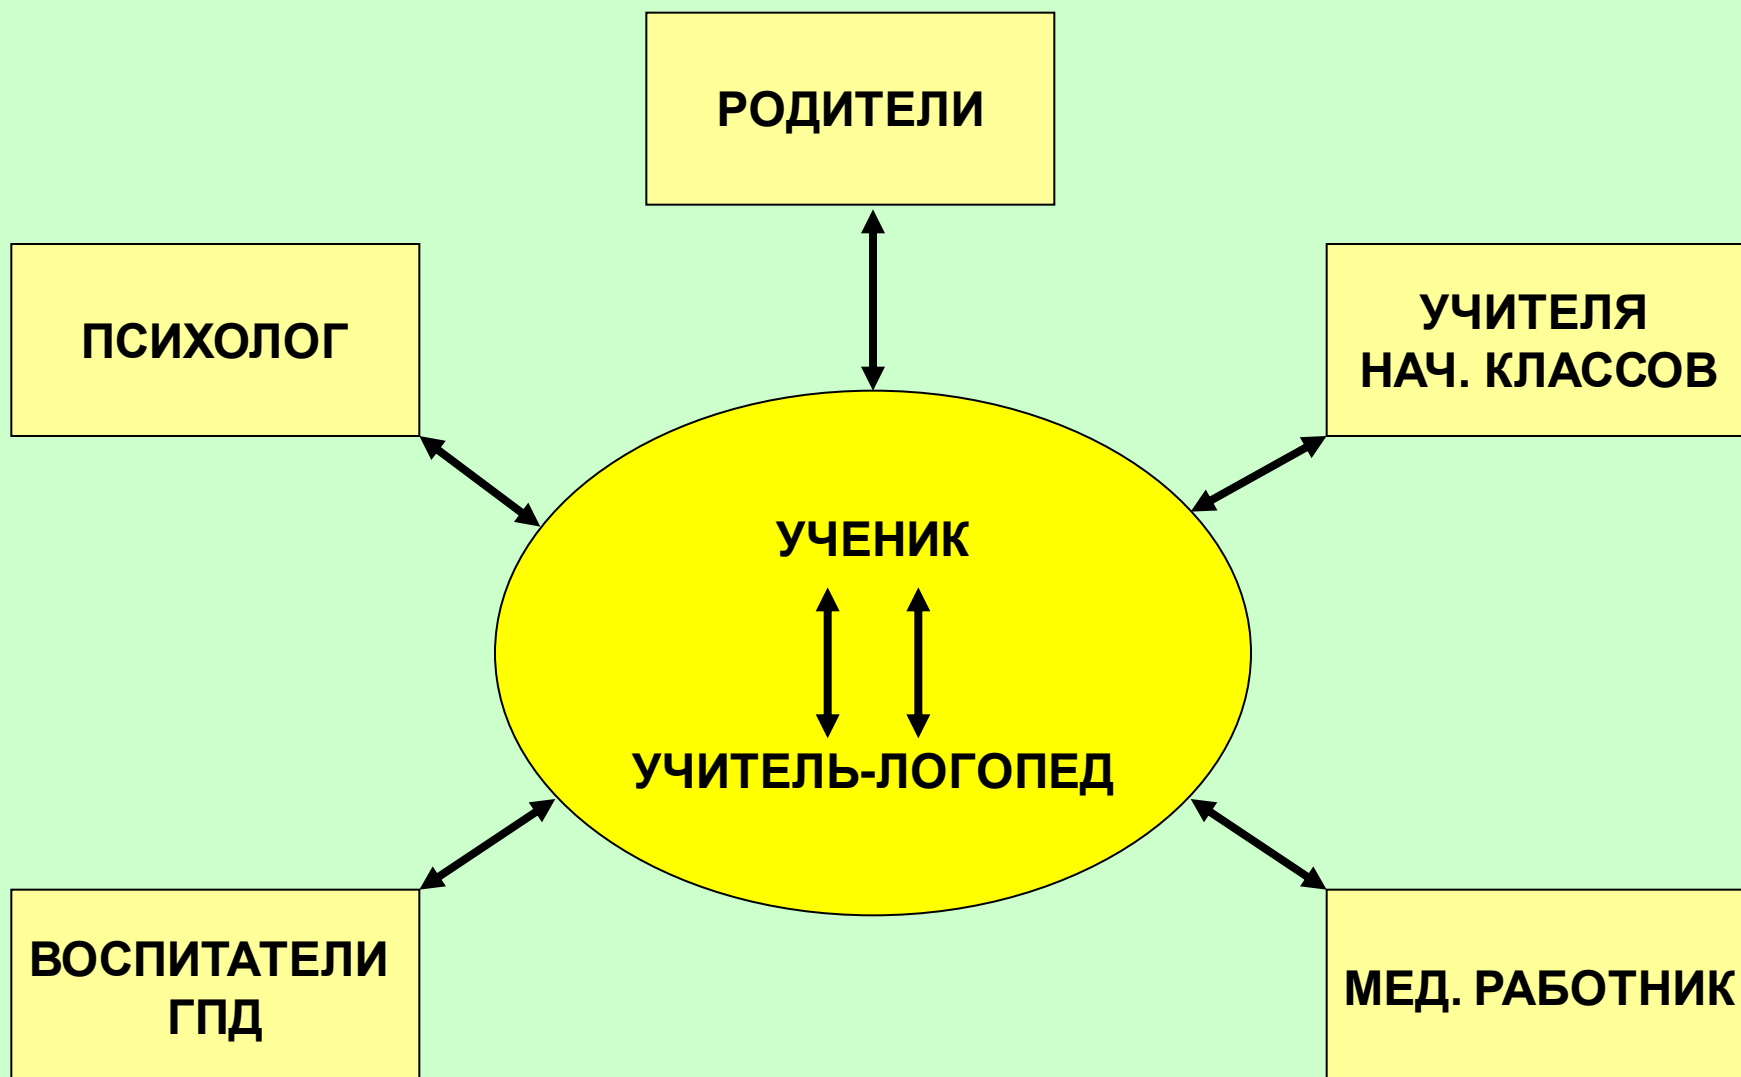 РОДИТЕЛИ
ПСИХОЛОГ
УЧИТЕЛЯ
НАЧ. КЛАССОВ
УЧЕНИК
УЧИТЕЛЬ-ЛОГОПЕД
ВОСПИТАТЕЛИ
ГПД
МЕД. РАБОТНИК